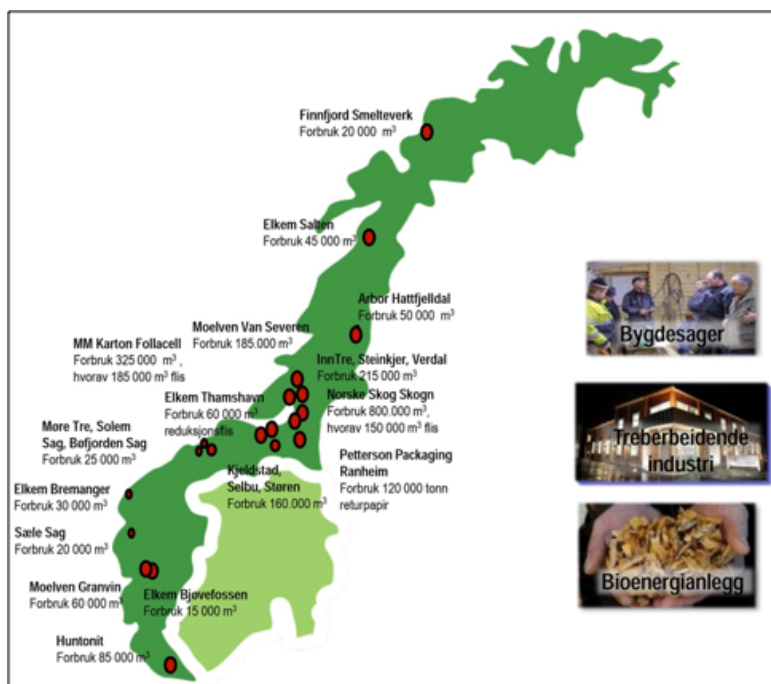 Finnfjord Smelteverk
Forbruk 20 000 m³
Elkem Salten
Forbruk 45 000 m³
Arbor Hattfjelldal
Forbruk 50 000 m³
Moelven Van Severen
Forbruk 185.000 m³
MM Karton Follacell
Forbruk 325 000 m³ ,
hvorav 185 000 m³ flis
InnTre, Steinkjer, Verdal
Forbruk 215 000 m³
Elkem Thamshavn
Forbruk 60 000 m³
reduksjonsflis
Norske Skog Skogn
Forbruk 800.000 m³,
hvorav 150 000 m³ flis
Møre Tre, Solem
Sag, Bøfjorden Sag
Forbruk 25 000 m³
Petterson Packaging
Ranheim
Forbruk 120 000 tonn
returpapir
Kjeldstad,
Selbu, Støren
Forbruk 160.000 m³
Elkem Bremanger
Forbruk 30 000 m³
Sæle Sag
Forbruk 20 000 m³
Moelven Granvin
Forbruk 60 000 m³
Elkem Bjøvefossen
Forbruk 15 000 m³
Huntonit
Forbruk 85 000 m³
Bygdesager
Treberbeidende
industri
Bioenergianlegg